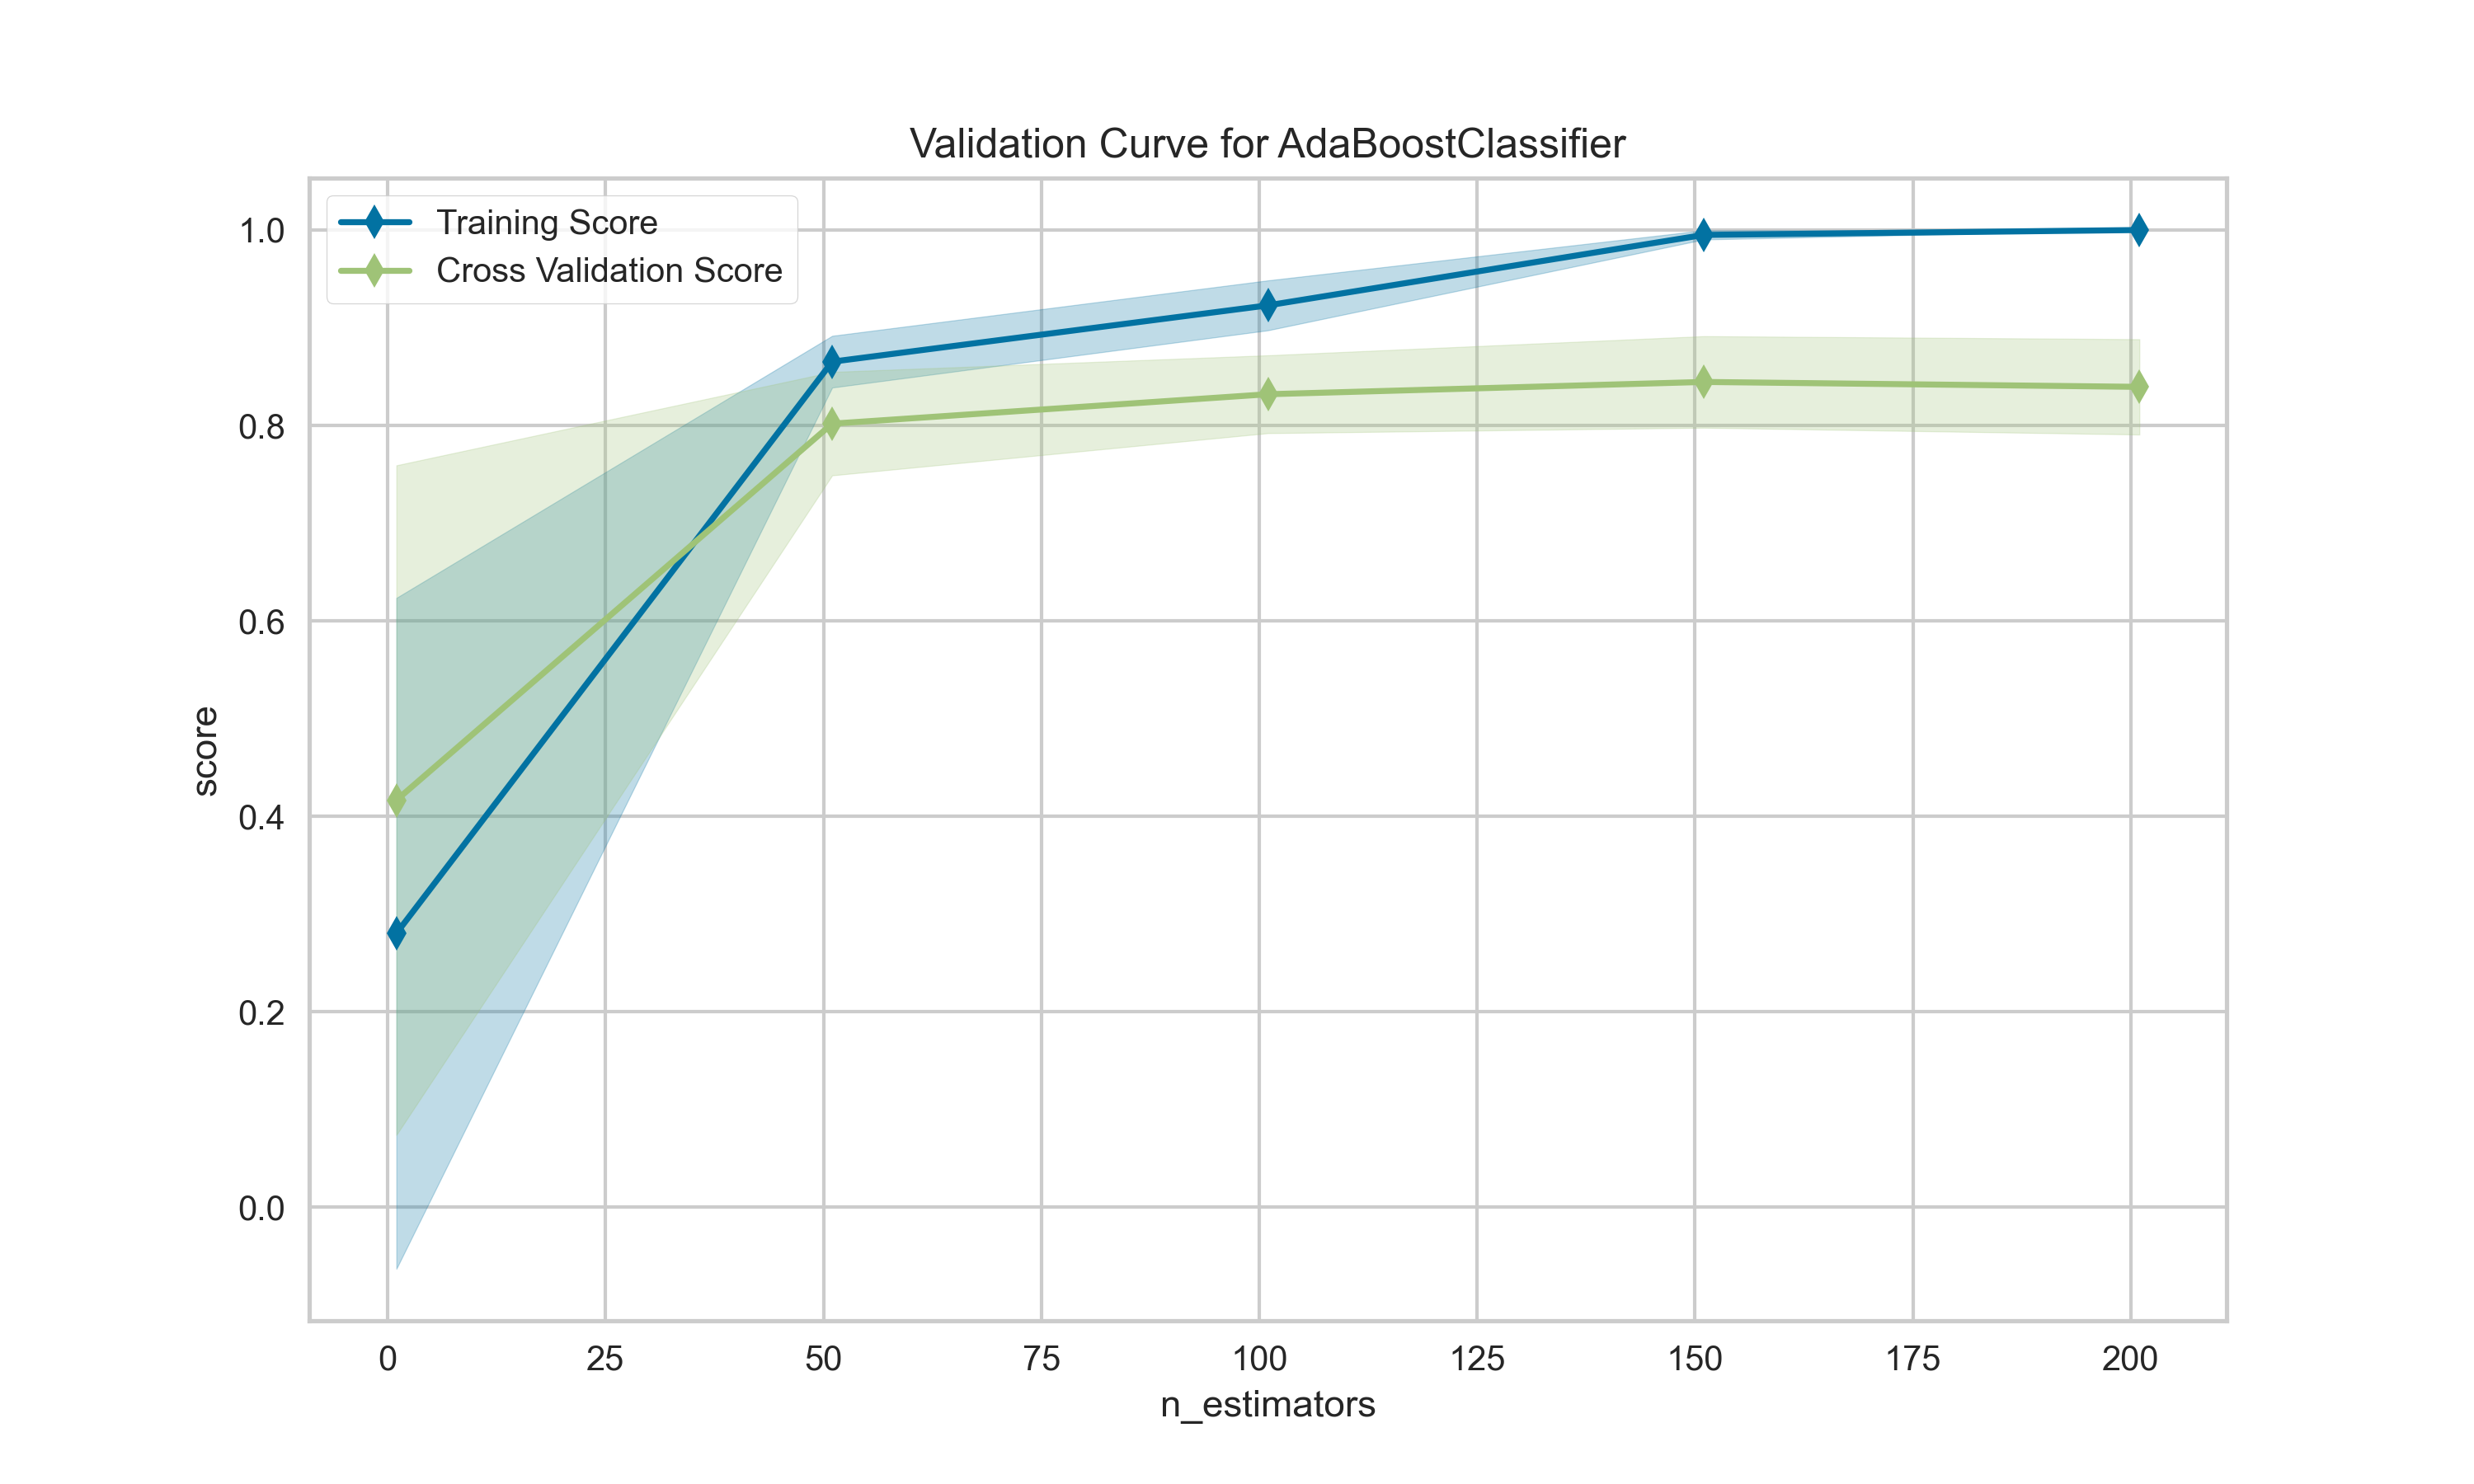 Validation Curve for AdaBoostClassifier
Training Score
Cross Validation Score
1.0
0.8
0.6
0.4
0.2
0.0
score
0 25 50 75 100 125 150 175 200
n_estimators